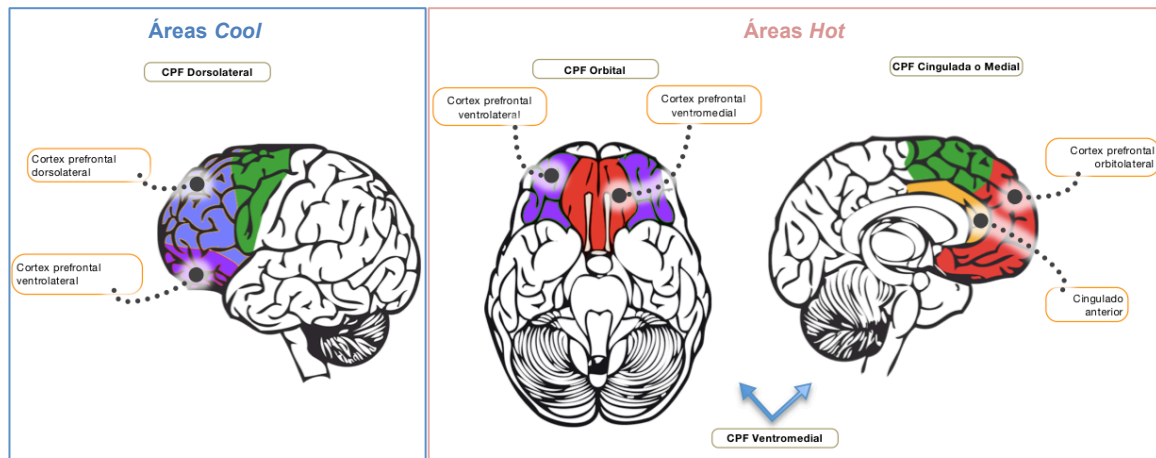 Áreas Cool
CPF Dorsolateral
Cortex prefrontal
dorsolateral
Cortex prefrontal
ventrolateral
Áreas Hot
CPF Orbital
Cortex prefrontal
ventrolateral
Cortex prefrontal
ventromedial
CPF Cingulada o Medial
Cortex prefrontal
orbitolateral
Cingulado
anterior
CPF Ventromedial